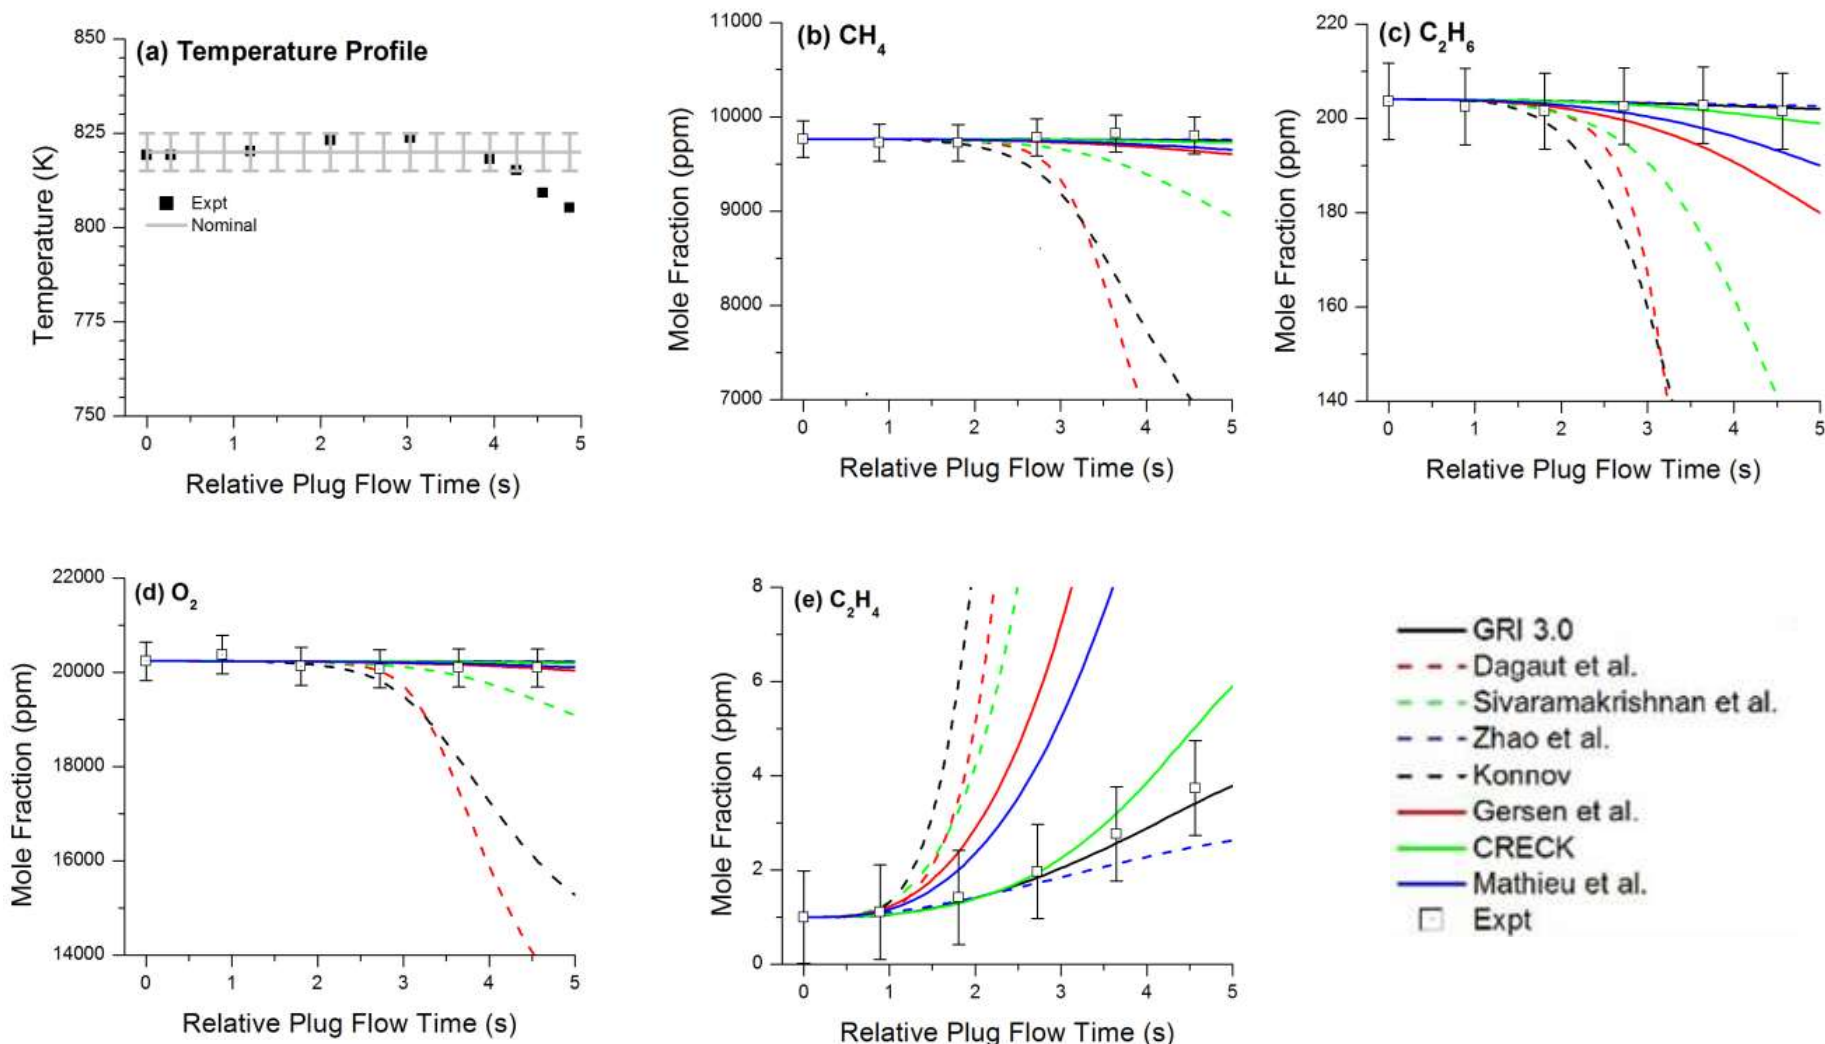 (a) Temperature Profile
850
825
800
775
750
Temperature (K)
Expt
Nominal
0 1 2 3 4 5
Relative Plug Flow Time (s)
(b) CH4
11000
10000
9000
8000
7000
Mole Fraction (ppm)
0 1 2 3 4 5
Relative Plug Flow Time (s)
(c) C2H6
220
200
180
160
140
Mole Fraction (ppm)
0 1 2 3 4 5
Relative Plug Flow Time (s)
(d) O2
22000
20000
18000
16000
14000
Mole Fraction (ppm)
0 1 2 3 4 5
Relative Plug Flow Time (s)
(e) C2H4
8
6
4
2
0
Mole Fraction (ppm)
0 1 2 3 4 5
Relative Plug Flow Time (s)
GRI 3.0
Dagaut et al.
Sivaramakrishnan et al.
Zhao et al.
Konnov
Gersen et al.
CRECK
Mathieu et al.
Expt